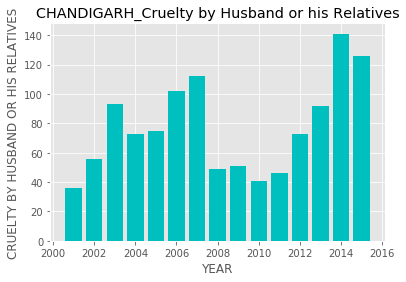 CHANDIGARH_Cruelty by Husband or his Relatives
CRUELTY BY HUSBAND OR HIS RELATIVES
140
120
100
80
60
40
20
0
2000 2002 2004 2006 2008 2010 2012 2014 2016
YEAR